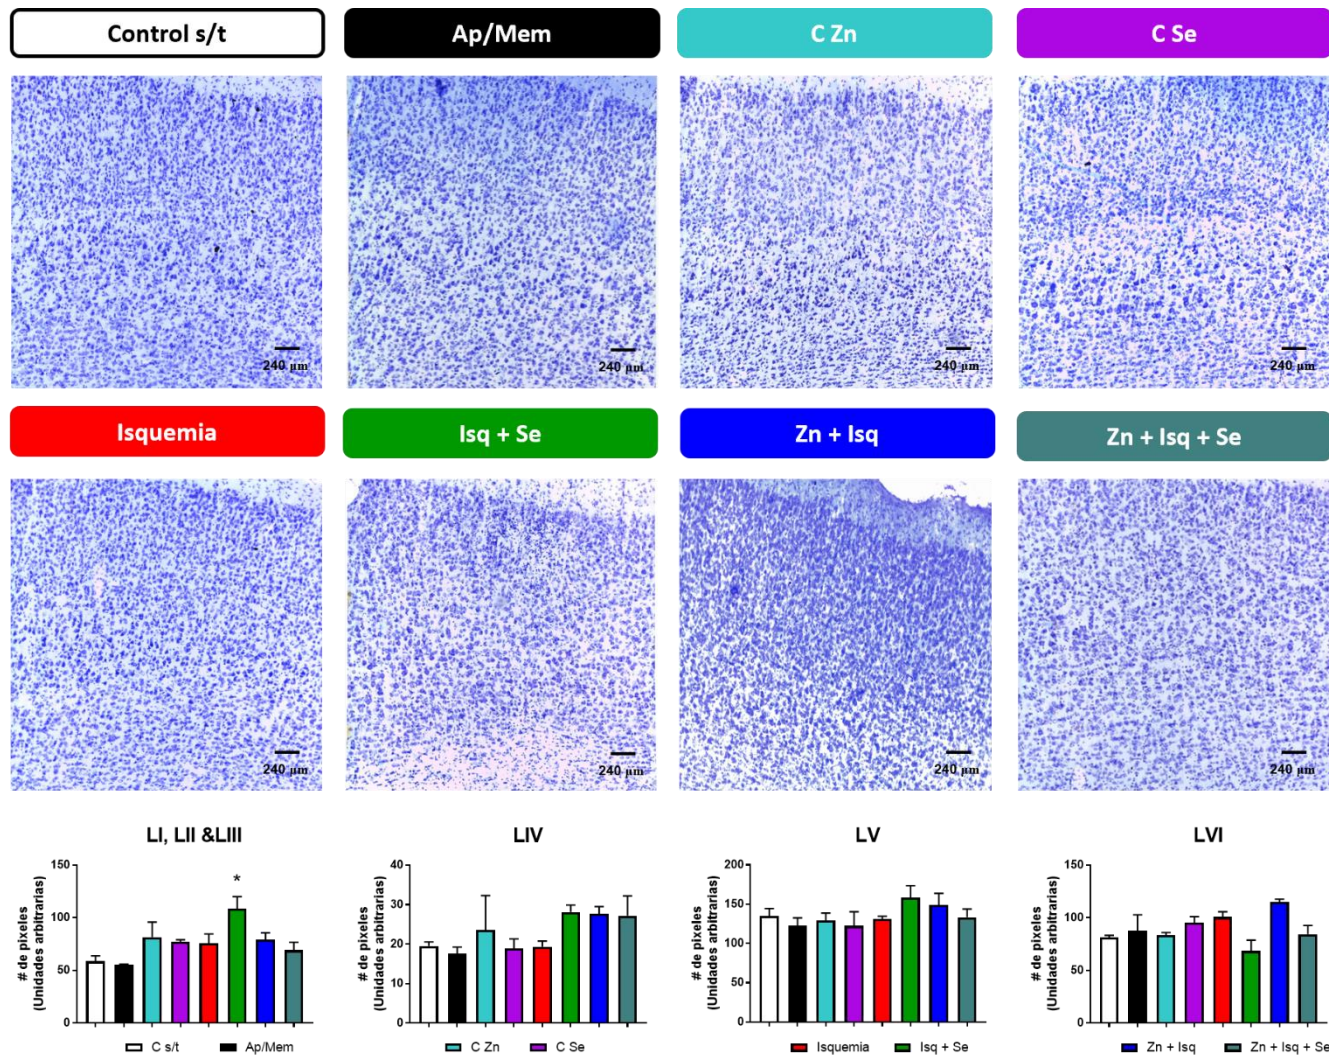 Control s/t
Ap/Mem
C Zn
C Se
240 µm
240 µm
240 µm
240 µm
Isquemia
Isq + Se
Zn + Isq
Zn + Isq + Se
240 µm
240 µm
240 µm
240 µm
LI, LII &LIII
LIV
LV
LVI
# de pixeles
(Unidades arbitrarias)
150
100
50
0
*
# de pixeles
(Unidades arbitrarias)
40
30
20
10
0
# de pixeles
(Unidades arbitrarias)
200
150
100
50
0
# de pixeles
(Unidades arbitrarias)
150
100
50
0
C s/t
Ap/Mem
C Zn
C Se
Isquemia
Isq + Se
Zn + Isq
Zn + Isq + Se